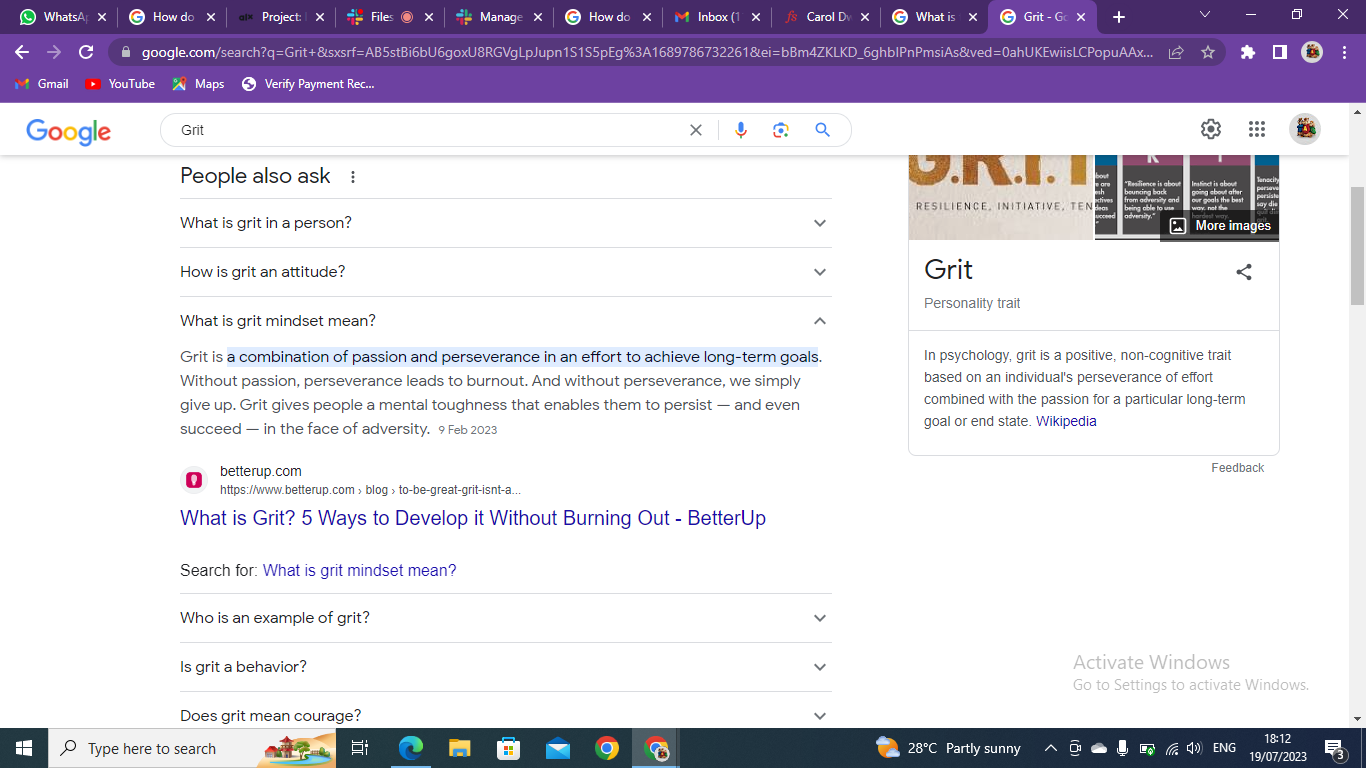 WhatsAp
How do
Project:
Files
Manage
How do
Inbox (1
Carol Dw
What is
Grit - Go
google.com/search?q=Grit+&sxsrf=AB5stBi6bU6goxU8RGVgLpJupn1S1S5pEg%3A1689786732261&ei=bBm4ZKLKD_6ghbIPnPmsiAs&ved=0ahUKEwiisLCPopuAAx...
Gmail
YouTube
Maps
Verify Payment Rec...
Google
Grit
People also ask
What is grit in a person?
How is grit an attitude?
What is grit mindset mean?
Grit is a combination of passion and perseverance in an effort to achieve long-term goals.
Without passion, perseverance leads to burnout. And without perseverance, we simply
give up. Grit gives people a mental toughness that enables them to persist — and even
succeed — in the face of adversity. 9 Feb 2023
betterup.com
https://www.betterup.com › blog › to-be-great-grit-isnt-a...
What is Grit? 5 Ways to Develop it Without Burning Out - BetterUp
Search for: What is grit mindset mean?
Who is an example of grit?
Is grit a behavior?
Does grit mean courage?
G.R.I.T
RESILIENCE, INITIATIVE, TEN
"Resilience is about
bouncing back
from adversity and
being able to use
adversity."
Instinct is about
going about after
our goals the best
way, not the
hardest way.
More images
Grit
Personality trait
In psychology, grit is a positive, non-cognitive trait
based on an individual's perseverance of effort
combined with the passion for a particular long-term
goal or end state. Wikipedia
Feedback
Activate Windows
Go to Settings to activate Windows.
Type here to search
28°C Partly sunny
ENG
18:12
19/07/2023
3